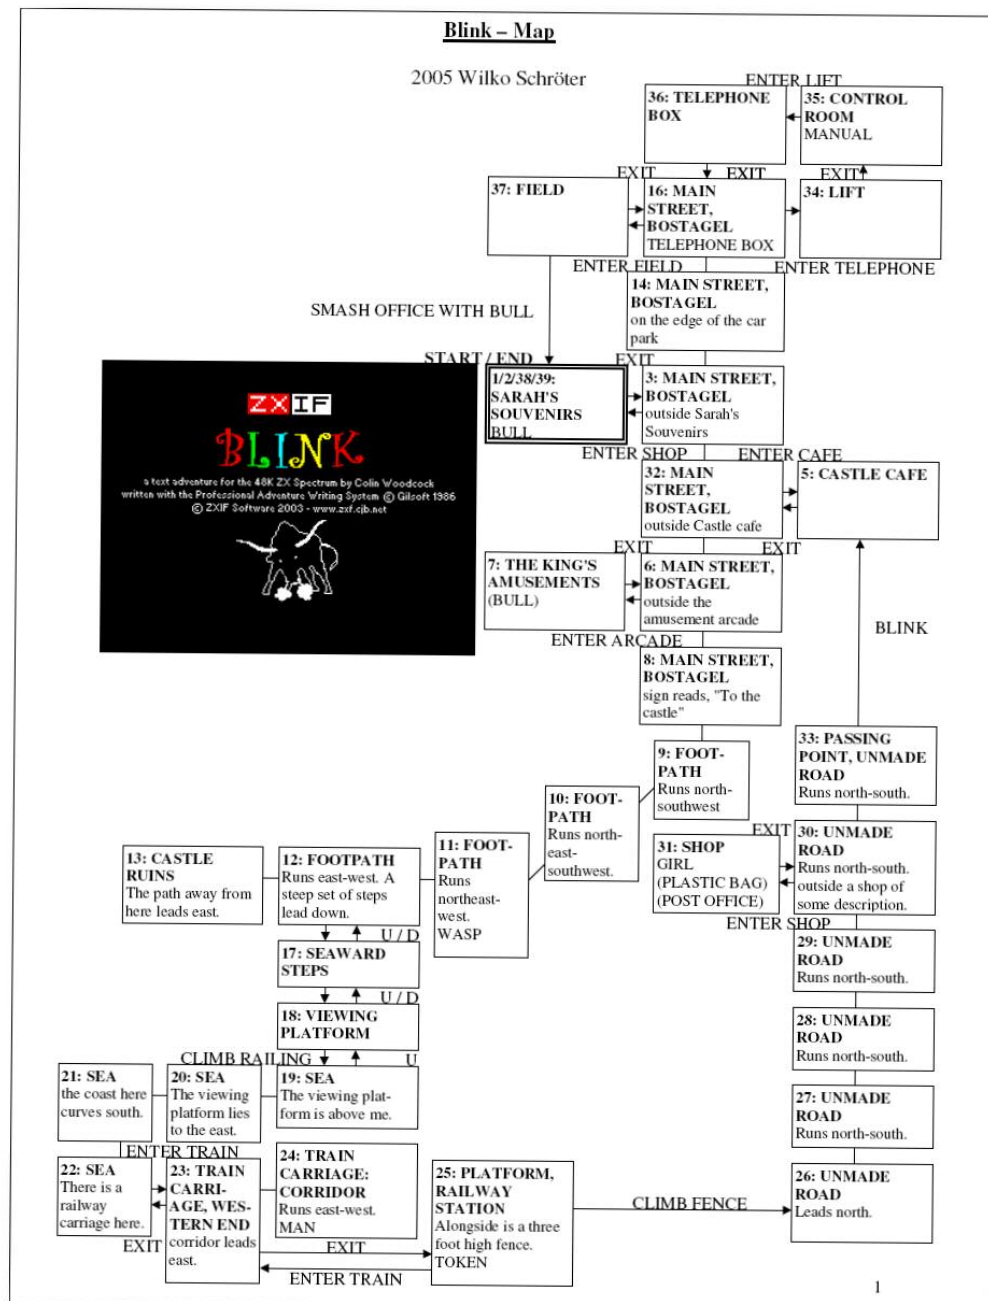 Blink – Map
2005 Wilko Schröter
ENTER LIFT
36: TELEPHONE
BOX
35: CONTROL
ROOM
MANUAL
EXIT
EXIT
EXIT
37: FIELD
16: MAIN
STREET,
BOSTAGEL
TELEPHONE BOX
34: LIFT
ENTER FIELD
ENTER TELEPHONE
14: MAIN STREET,
BOSTAGEL
on the edge of the car
park
SMASH OFFICE WITH BULL
START / END
EXIT
1/2/38/39:
SARAH'S
SOUVENIRS
BULL
3: MAIN STREET,
BOSTAGEL
outside Sarah's
Souvenirs
ZXIF
BLINK
a text adventure for the 48K ZX Spectrum by Colin Woodcock
written with the Professional Adventure Writing System © Gilsoft 1986
© ZXIF Software 2003 - www.zxf.cjb.net
ENTER SHOP
ENTER CAFE
32: MAIN
STREET,
BOSTAGEL
outside Castle cafe
5: CASTLE CAFE
EXIT
EXIT
7: THE KING'S
AMUSEMENTS
(BULL)
6: MAIN STREET,
BOSTAGEL
outside the
amusement arcade
ENTER ARCADE
BLINK
8: MAIN STREET,
BOSTAGEL
sign reads, "To the
castle"
33: PASSING
POINT, UNMADE
ROAD
Runs north-south.
9: FOOT-
PATH
Runs north-
southwest
10: FOOT-
PATH
Runs north-
east-
southwest.
EXIT
30: UNMADE
ROAD
Runs north-south.
outside a shop of
some description.
31: SHOP
GIRL
(PLASTIC BAG)
(POST OFFICE)
ENTER SHOP
11: FOOT-
PATH
Runs
northeast-
west.
WASP
12: FOOTPATH
Runs east-west. A
steep set of steps
lead down.
13: CASTLE
RUINS
The path away from
here leads east.
U / D
17: SEAWARD
STEPS
U / D
18: VIEWING
PLATFORM
CLIMB RAILING
U
29: UNMADE
ROAD
Runs north-south.
28: UNMADE
ROAD
Runs north-south.
27: UNMADE
ROAD
Runs north-south.
21: SEA
the coast here
curves south.
20: SEA
The viewing
platform lies
to the east.
19: SEA
The viewing plat-
form is above me.
ENTER TRAIN
22: SEA
There is a
railway
carriage here.
23: TRAIN
CARRI-
AGE, WES-
TERN END
corridor leads
east.
24: TRAIN
CARRIAGE:
CORRIDOR
Runs east-west.
MAN
25: PLATFORM,
RAILWAY
STATION
Alongside is a three
foot high fence.
TOKEN
CLIMB FENCE
26: UNMADE
ROAD
Leads north.
EXIT
EXIT
ENTER TRAIN
1